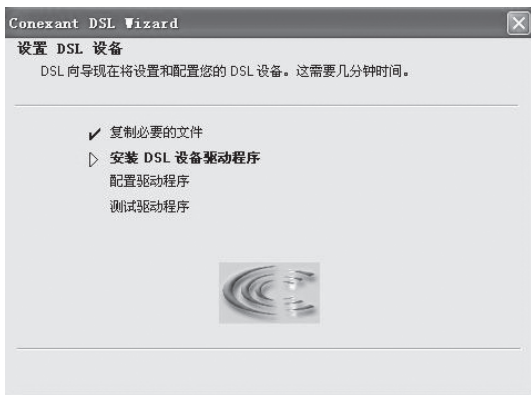 Conexant DSL Wizard
设置 DSL 设备
DSL 向导现在将设置和配置您的 DSL 设备。这需要几分钟时间。
复制必要的文件
安装 DSL 设备驱动程序
配置驱动程序
测试驱动程序